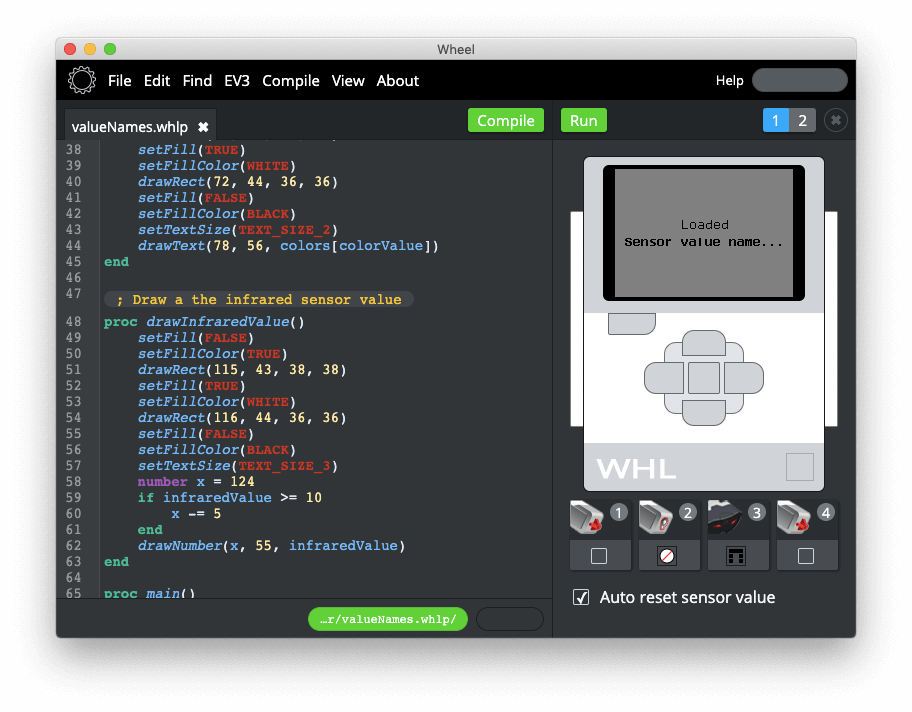 Wheel
File Edit Find EV3 Compile View About
Help
valueNames.whlp
Compile
Run
1 2
38 setFill(TRUE)
39 setFillColor(WHITE)
40 drawRect(72, 44, 36, 36)
41 setFill(FALSE)
42 setFillColor(BLACK)
43 setTextSize(TEXT_SIZE_2)
44 drawText(78, 56, colors[colorValue])
45 end
46
47 ; Draw a the infrared sensor value
48 proc drawInfraredValue()
49 setFill(FALSE)
50 setFillColor(TRUE)
51 drawRect(115, 43, 38, 38)
52 setFill(TRUE)
53 setFillColor(WHITE)
54 drawRect(116, 44, 36, 36)
55 setFill(FALSE)
56 setFillColor(BLACK)
57 setTextSize(TEXT_SIZE_3)
58 number x = 124
59 if infraredValue >= 10
60 x -= 5
61 end
62 drawNumber(x, 55, infraredValue)
63 end
64
65 proc main()
…r/valueNames.whlp/
Loaded
Sensor value name...
WHL
1 2 3 4
Auto reset sensor value